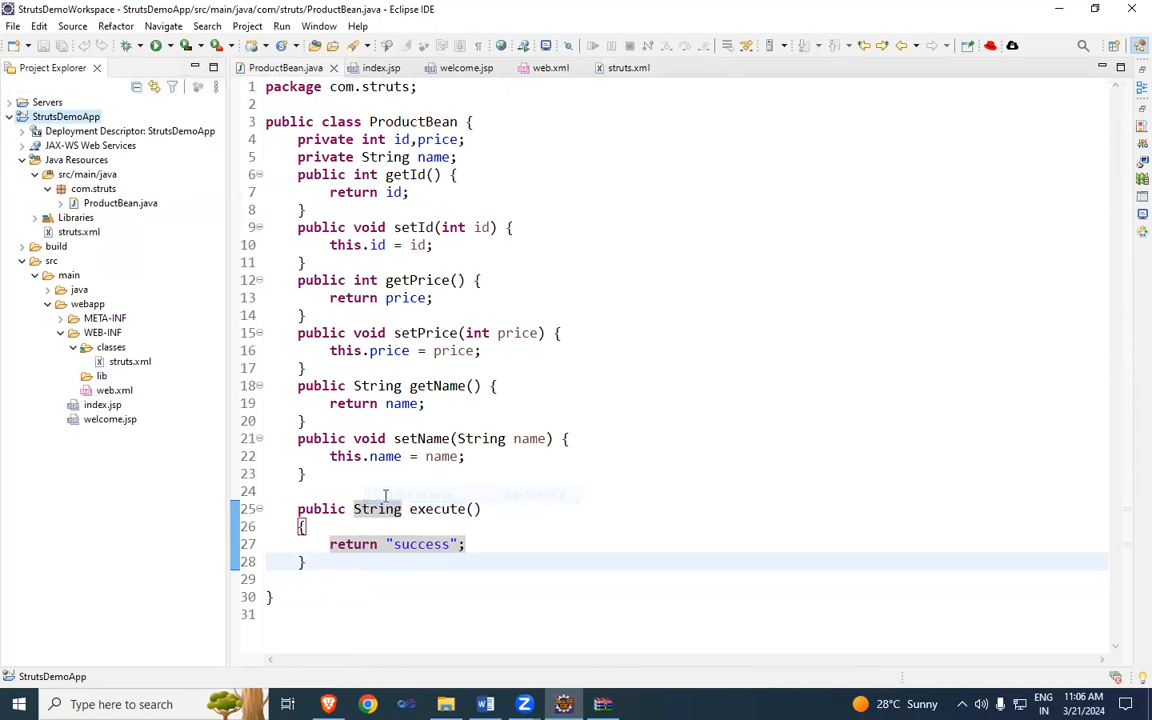 StrutsDemoWorkspace - StrutsDemoApp/src/main/java/com/struts/ProductBean.java - Eclipse IDE
File Edit Source Refactor Navigate Search Project Run Window Help
Project Explorer
ProductBean.java index.jsp welcome.jsp web.xml struts.xml
Servers
StrutsDemoApp
Deployment Descriptor: StrutsDemoApp
JAX-WS Web Services
Java Resources
src/main/java
com.struts
ProductBean.java
Libraries
struts.xml
build
src
main
java
webapp
META-INF
WEB-INF
classes
struts.xml
lib
web.xml
index.jsp
welcome.jsp
1 package com.struts;
2
3 public class ProductBean {
4 private int id,price;
5 private String name;
6 public int getId() {
7 return id;
8 }
9 public void setId(int id) {
10 this.id = id;
11 }
12 public int getPrice() {
13 return price;
14 }
15 public void setPrice(int price) {
16 this.price = price;
17 }
18 public String getName() {
19 return name;
20 }
21 public void setName(String name) {
22 this.name = name;
23 }
24
25 public String execute()
26 {
27 return "success";
28 }
29
30 }
31
StrutsDemoApp
Type here to search
28°C Sunny
ENG
IN
11:06 AM
3/21/2024